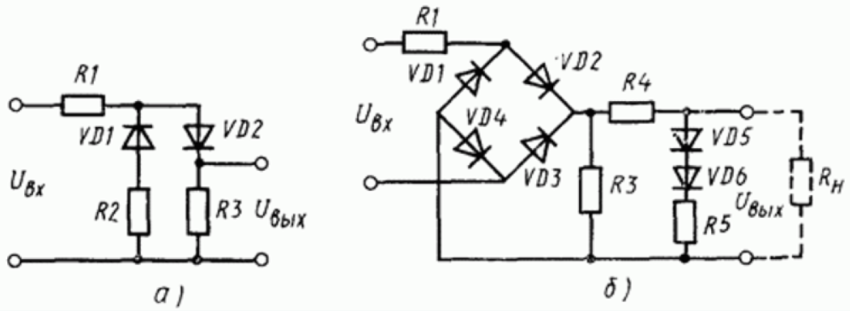 R1
VD1
VD2
Uвх
R2
R3
Uвых
а)
R1
VD1
VD2
R4
Uвх
VD4
VD5
VD3
R3
VD6
Uвых
R5
Rн
б)